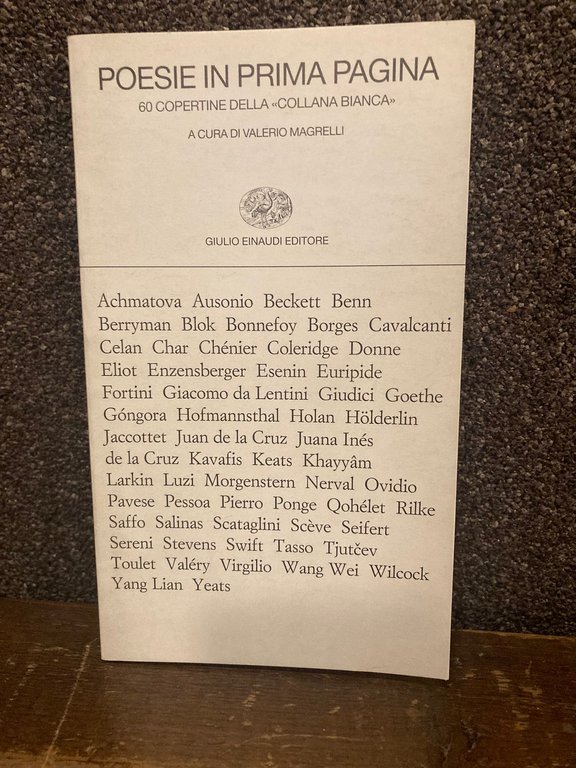 POESIE IN PRIMA PAGINA
60 COPERTINE DELLA «COLLANA BIANCA»
A CURA DI VALERIO MAGRELLI
GIULIO EINAUDI EDITORE
Achmatova Ausonio Beckett Benn
Berryman Blok Bonnefoy Borges Cavalcanti
Celan Char Chénier Coleridge Donne
Eliot Enzensberger Esenin Euripide
Fortini Giacomo da Lentini Giudici Goethe
Góngora Hofmannsthal Holan Hölderlin
Jaccottet Juan de la Cruz Juana Inés
de la Cruz Kavafis Keats Khayyâm
Larkin Luzi Morgenstern Nerval Ovidio
Pavese Pessoa Pierro Ponge Qohélet Rilke
Saffo Salinas Scataglini Scève Seifert
Sereni Stevens Swift Tasso Tjutčev
Toulet Valéry Virgilio Wang Wei Wilcock
Yang Lian Yeats